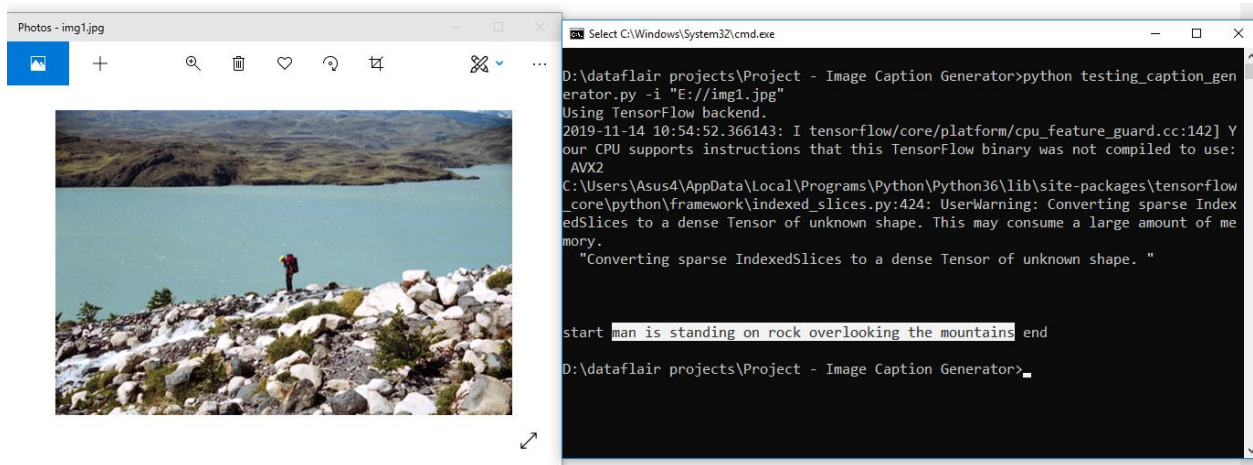 Photos - img1.jpg
Select C:\Windows\System32\cmd.exe
D:\dataflair projects\Project - Image Caption Generator>python testing_caption_gen
erator.py -i "E://img1.jpg"
Using TensorFlow backend.
2019-11-14 10:54:52.366143: I tensorflow/core/platform/cpu_feature_guard.cc:142] Y
our CPU supports instructions that this TensorFlow binary was not compiled to use:
 AVX2
C:\Users\Asus4\AppData\Local\Programs\Python\Python36\lib\site-packages\tensorflow
_core\python\framework\indexed_slices.py:424: UserWarning: Converting sparse Index
edSlices to a dense Tensor of unknown shape. This may consume a large amount of me
mory.
  "Converting sparse IndexedSlices to a dense Tensor of unknown shape. "
start man is standing on rock overlooking the mountains end
D:\dataflair projects\Project - Image Caption Generator>